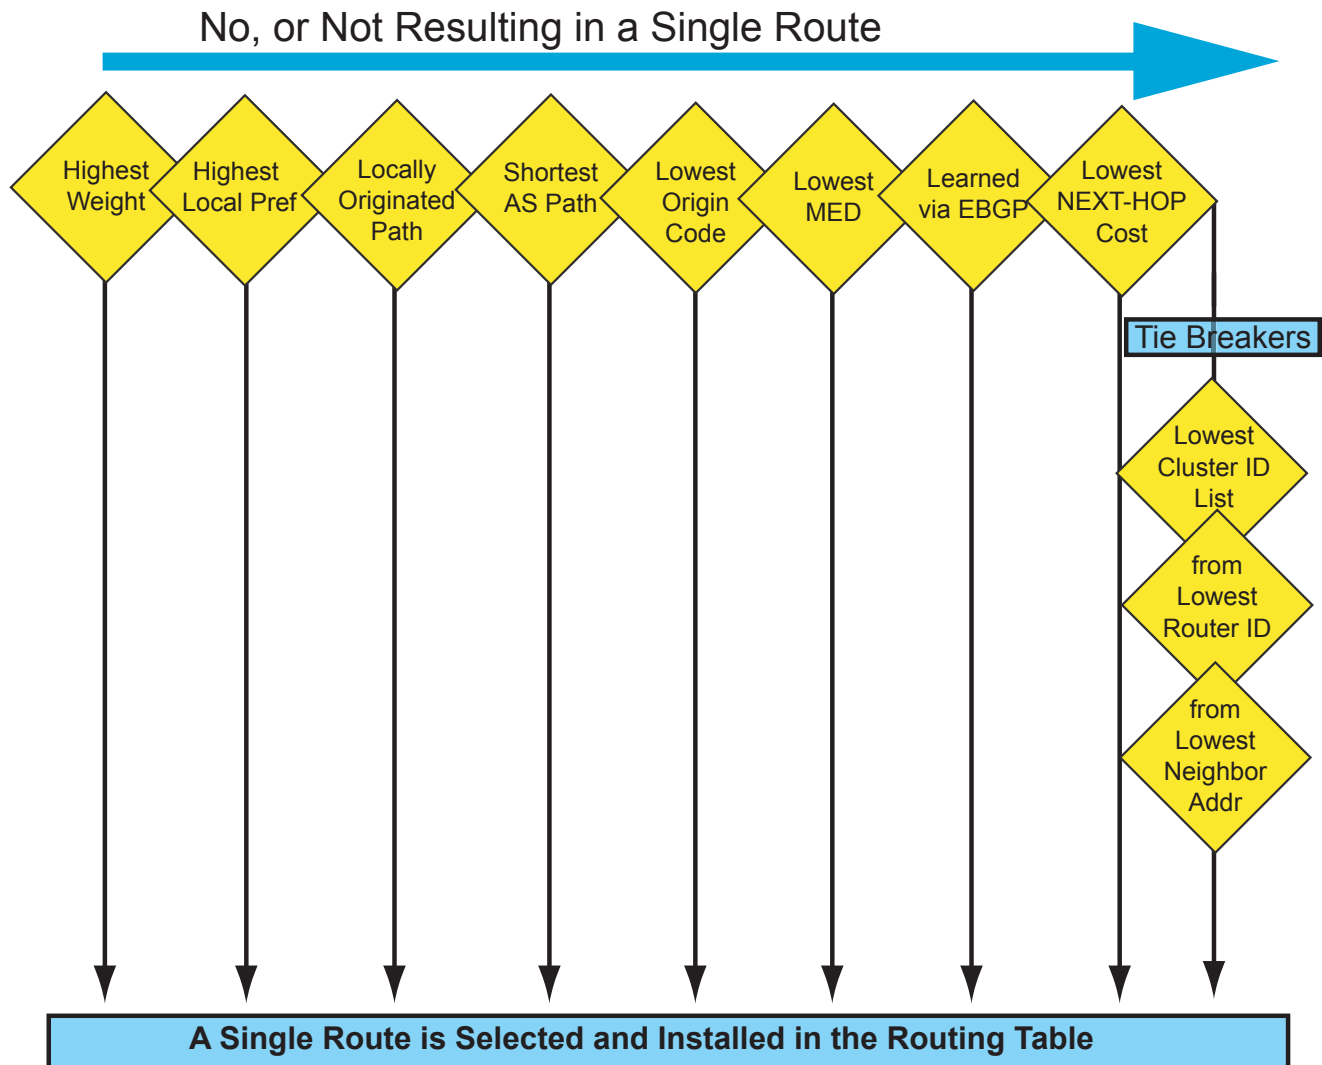 No, or Not Resulting in a Single Route
Highest
Weight
Highest
Local Pref
Locally
Originated
Path
Shortest
AS Path
Lowest
Origin
Code
Lowest
MED
Learned
via EBGP
Lowest
NEXT-HOP
Cost
Tie Breakers
Lowest
Cluster ID
List
from
Lowest
Router ID
from
Lowest
Neighbor
Addr
A Single Route is Selected and Installed in the Routing Table